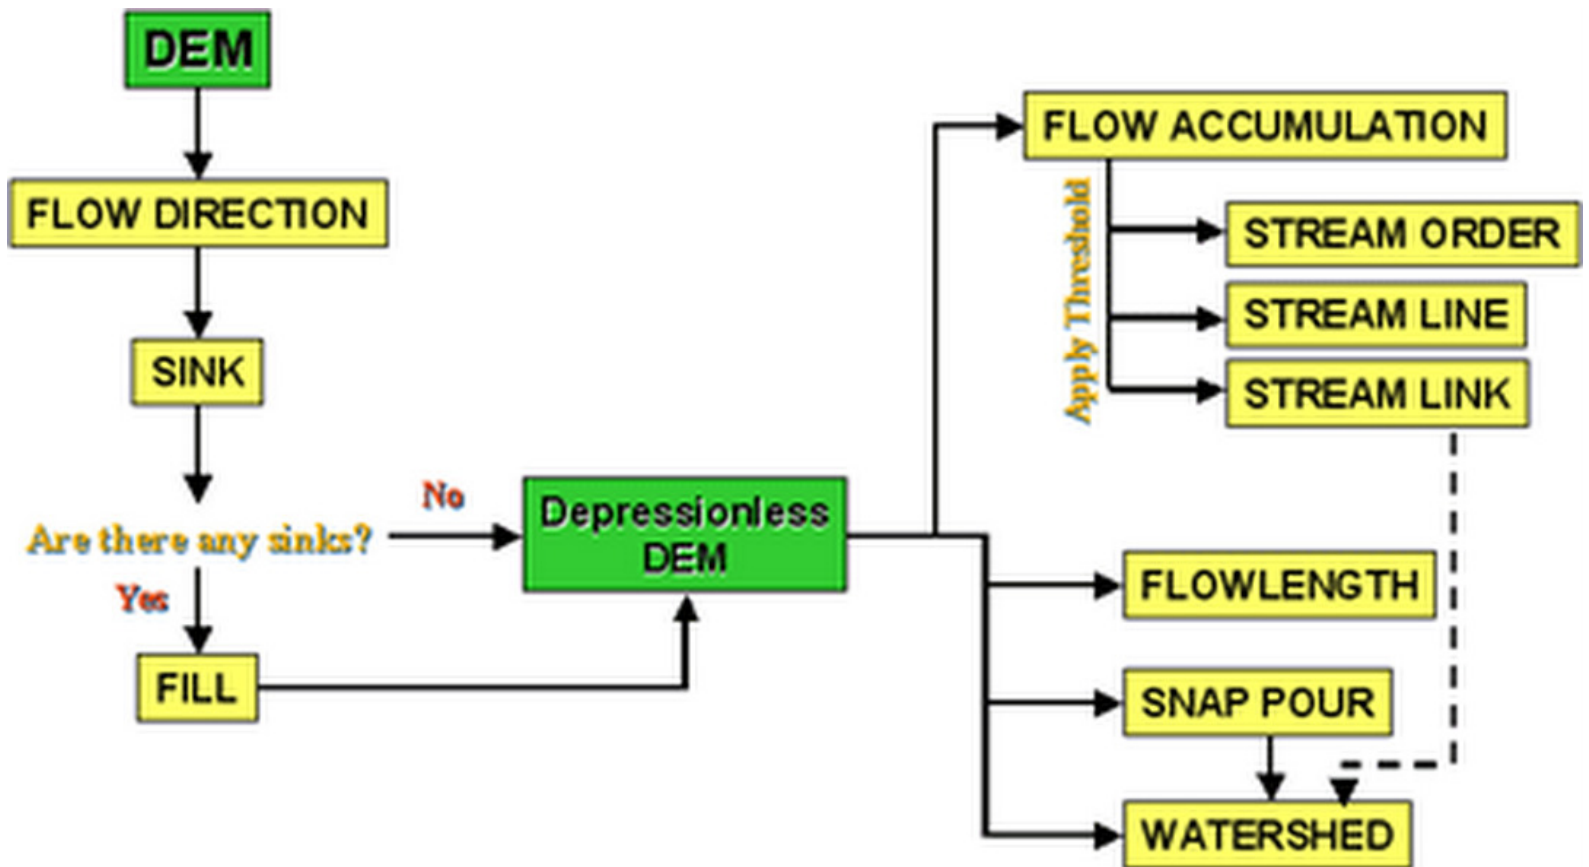 DEM
FLOW DIRECTION
SINK
Are there any sinks?
No
Yes
FILL
Depressionless
DEM
FLOW ACCUMULATION
Apply Threshold
STREAM ORDER
STREAM LINE
STREAM LINK
FLOWLENGTH
SNAP POUR
WATERSHED